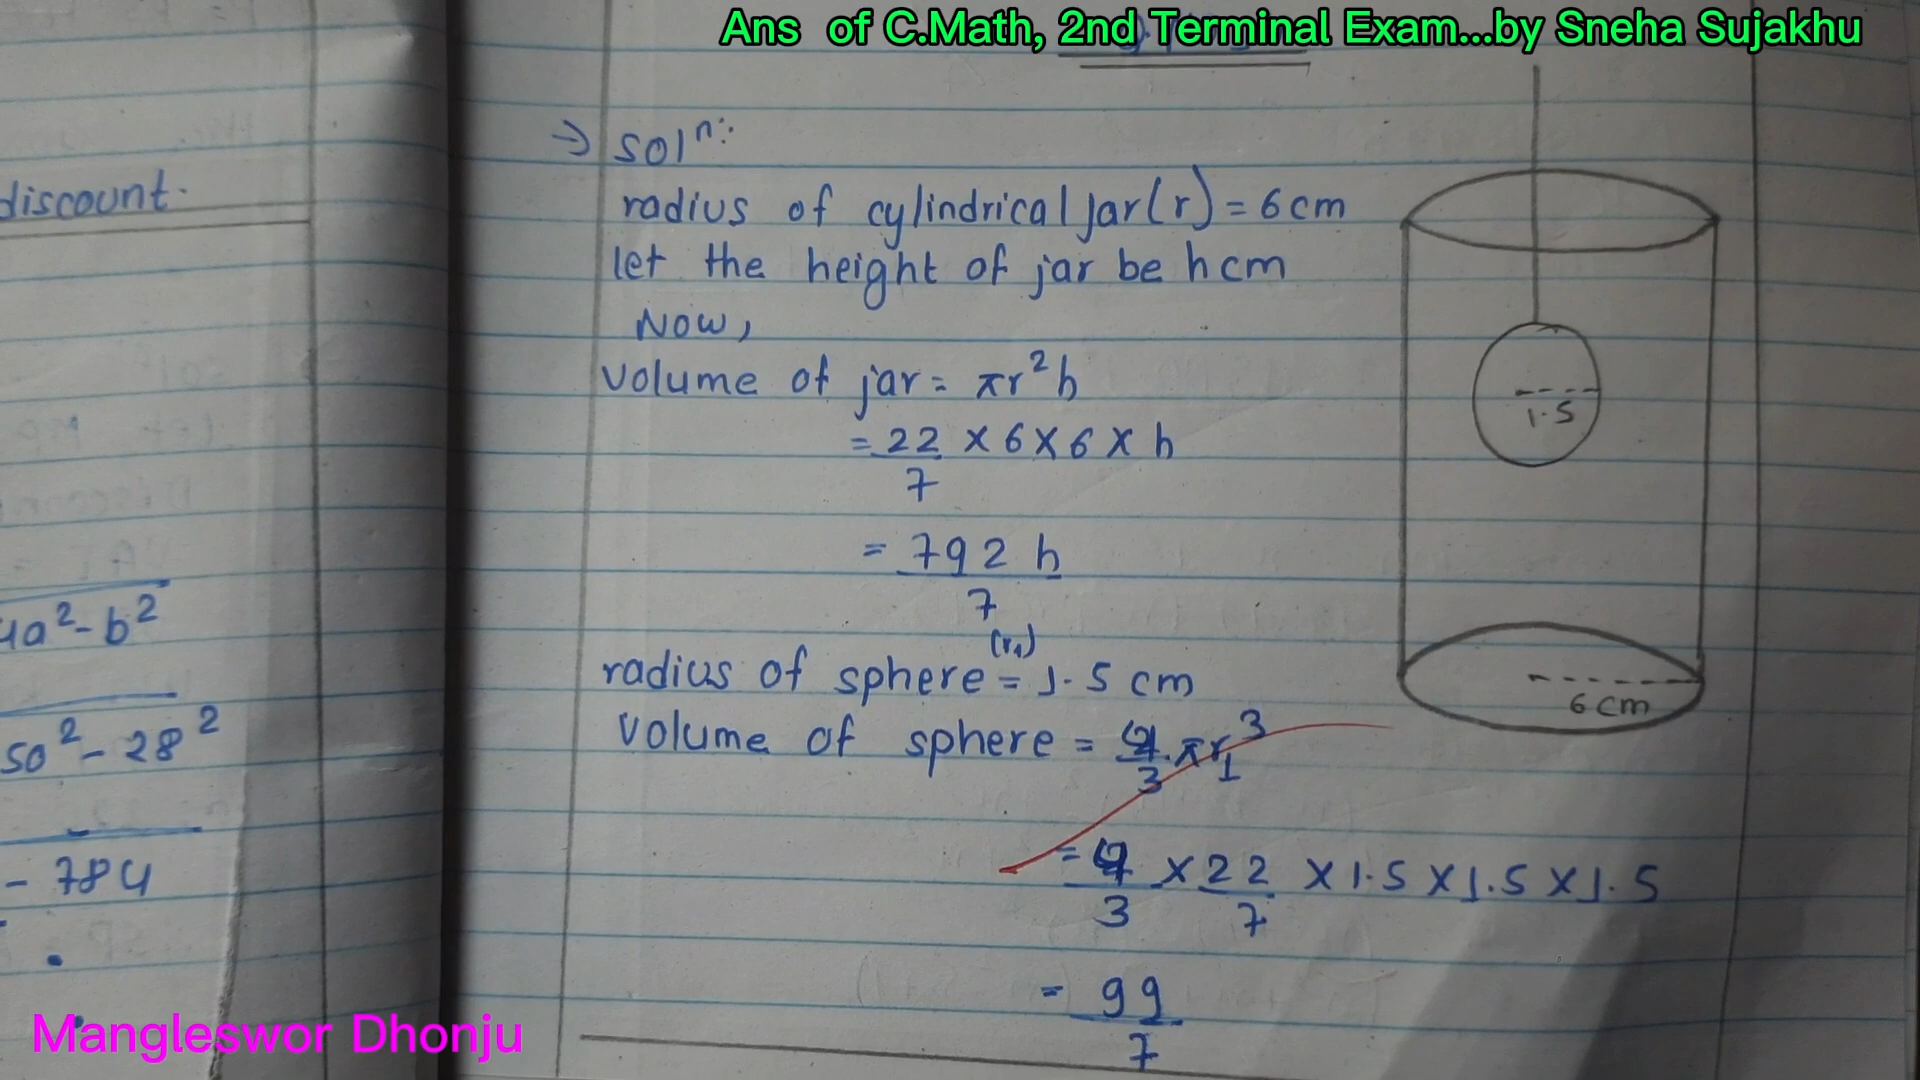 Ans of C.Math, 2nd Terminal Exam...by Sneha Sujakhu
discount.
4a²-b²
50²-28²
- 784
→ Solⁿ:
radius of cylindrical jar(r) = 6cm
let the height of jar be h cm
Now,
volume of jar = πr²h
= 22/7 × 6 × 6 × h
= 792 h/7
radius of sphere (r₁) = 1.5 cm
volume of sphere = 4/3 . πr₁³
= 4/3 × 22/7 × 1.5 × 1.5 × 1.5
= 99/7
1.5
6 cm
Mangleswor Dhonju